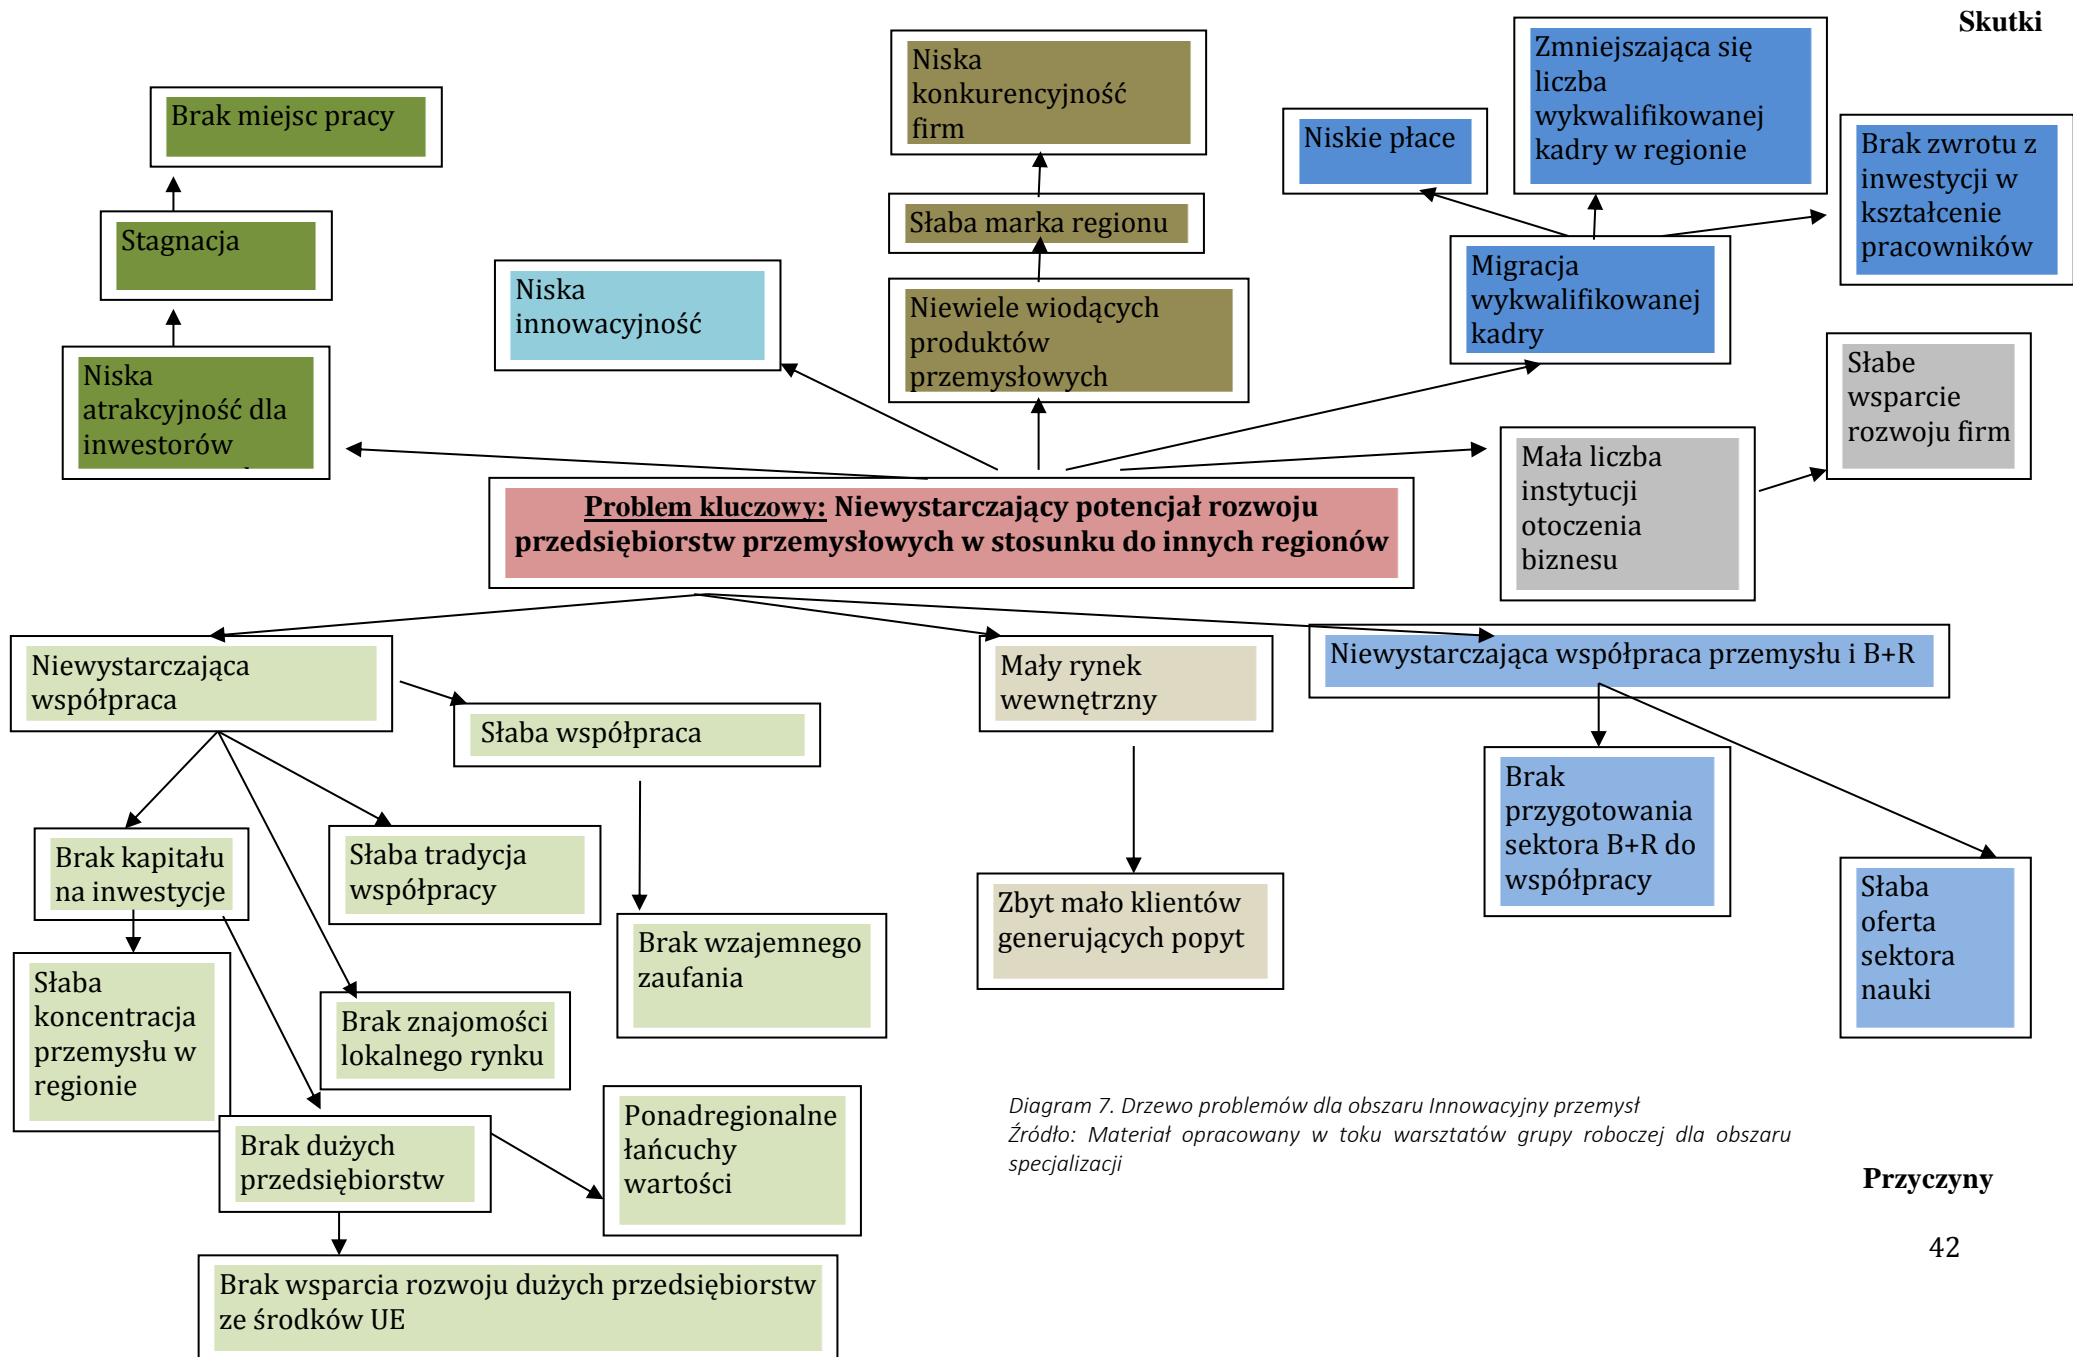 Skutki
Niska
konkurencyjność
firm
Zmniejszająca się
liczba
wykwalifikowanej
kadry w regionie
Brak miejsc pracy
Niskie płace
Brak zwrotu z
inwestycji w
kształcenie
pracowników
Słaba marka regionu
Stagnacja
Niska
innowacyjność
Niewiele wiodących
produktów
przemysłowych
Migracja
wykwalifikowanej
kadry
Niska
atrakcyjność dla
inwestorów
Słabe
wsparcie
rozwoju firm
Mała liczba
instytucji
otoczenia
biznesu
Problem kluczowy: Niewystarczający potencjał rozwoju
przedsiębiorstw przemysłowych w stosunku do innych regionów
Niewystarczająca
współpraca
Słaba współpraca
Mały rynek
wewnętrzny
Niewystarczająca współpraca przemysłu i B+R
Brak
przygotowania
sektora B+R do
współpracy
Brak kapitału
na inwestycje
Słaba tradycja
współpracy
Brak wzajemnego
zaufania
Zbyt mało klientów
generujących popyt
Słaba
oferta
sektora
nauki
Słaba
koncentracja
przemysłu w
regionie
Brak znajomości
lokalnego rynku
Brak dużych
przedsiębiorstw
Ponadregionalne
łańcuchy
wartości
Diagram 7. Drzewo problemów dla obszaru Innowacyjny przemysł
Źródło: Materiał opracowany w toku warsztatów grupy roboczej dla obszaru
specjalizacji
Przyczyny
Brak wsparcia rozwoju dużych przedsiębiorstw
ze środków UE
42